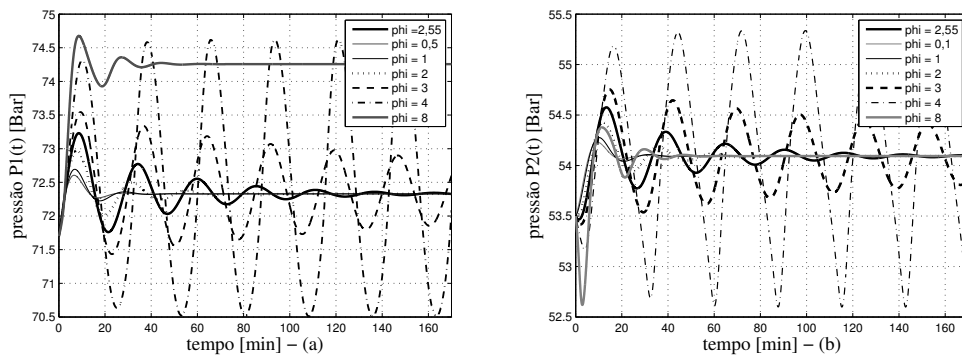 75
74.5
74
73.5
73
72.5
72
71.5
71
70.5
0 20 40 60 80 100 120 140 160
pressão P1(t) [Bar]
tempo [min] – (a)
phi =2,55
phi = 0,5
phi = 1
phi = 2
phi = 3
phi = 4
phi = 8
55.5
55
54.5
54
53.5
53
52.5
0 20 40 60 80 100 120 140 160
pressão P2(t) [Bar]
tempo [min] – (b)
phi = 2,55
phi = 0,1
phi = 1
phi = 2
phi = 3
phi = 4
phi = 8